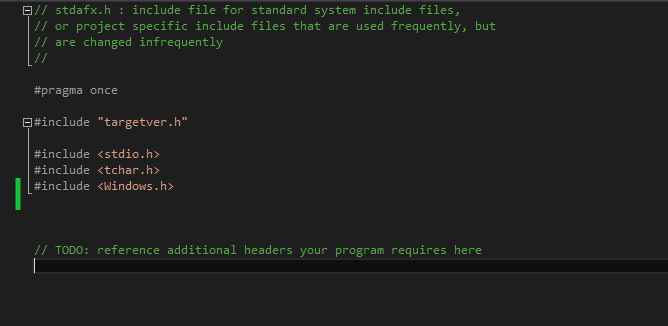 // stdafx.h : include file for standard system include files,
// or project specific include files that are used frequently, but
// are changed infrequently
//
#pragma once
#include "targetver.h"
#include <stdio.h>
#include <tchar.h>
#include <Windows.h>
// TODO: reference additional headers your program requires here